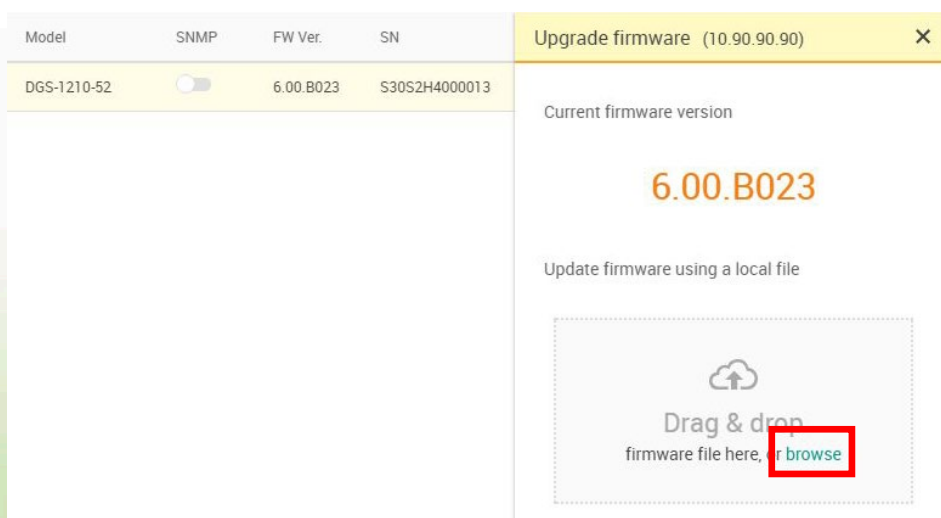 Model SNMP FW Ver. SN
DGS-1210-52 6.00.B023 S30S2H4000013
Upgrade firmware (10.90.90.90) ×
Current firmware version
6.00.B023
Update firmware using a local file
Drag & drop
firmware file here, or browse